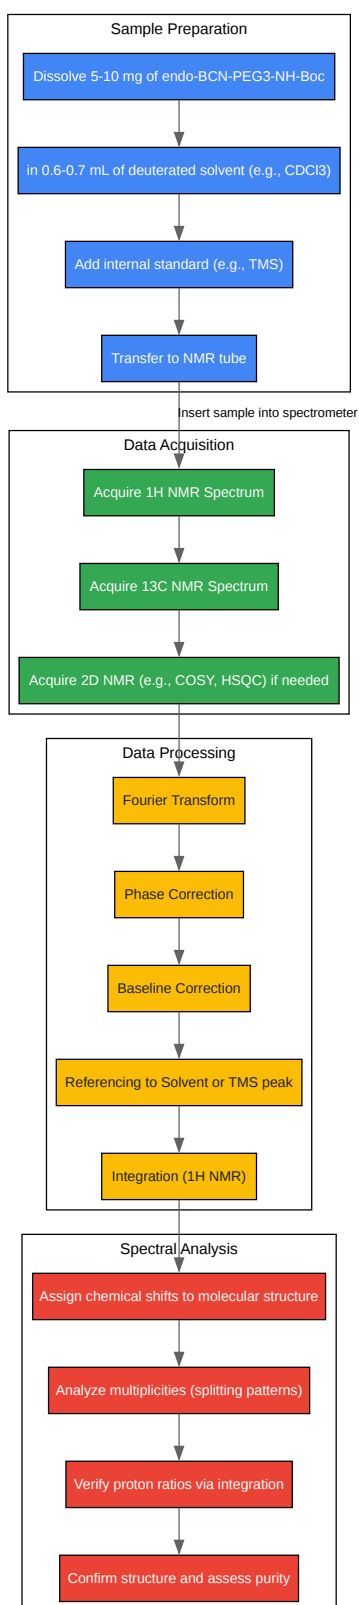 Sample Preparation
Dissolve 5-10 mg of endo-BCN-PEG3-NH-Boc
in 0.6-0.7 mL of deuterated solvent (e.g., CDCl3)
Add internal standard (e.g., TMS)
Transfer to NMR tube
Insert sample into spectrometer
Data Acquisition
Acquire 1H NMR Spectrum
Acquire 13C NMR Spectrum
Acquire 2D NMR (e.g., COSY, HSQC) if needed
Data Processing
Fourier Transform
Phase Correction
Baseline Correction
Referencing to Solvent or TMS peak
Integration (1H NMR)
Spectral Analysis
Assign chemical shifts to molecular structure
Analyze multiplicities (splitting patterns)
Verify proton ratios via integration
Confirm structure and assess purity